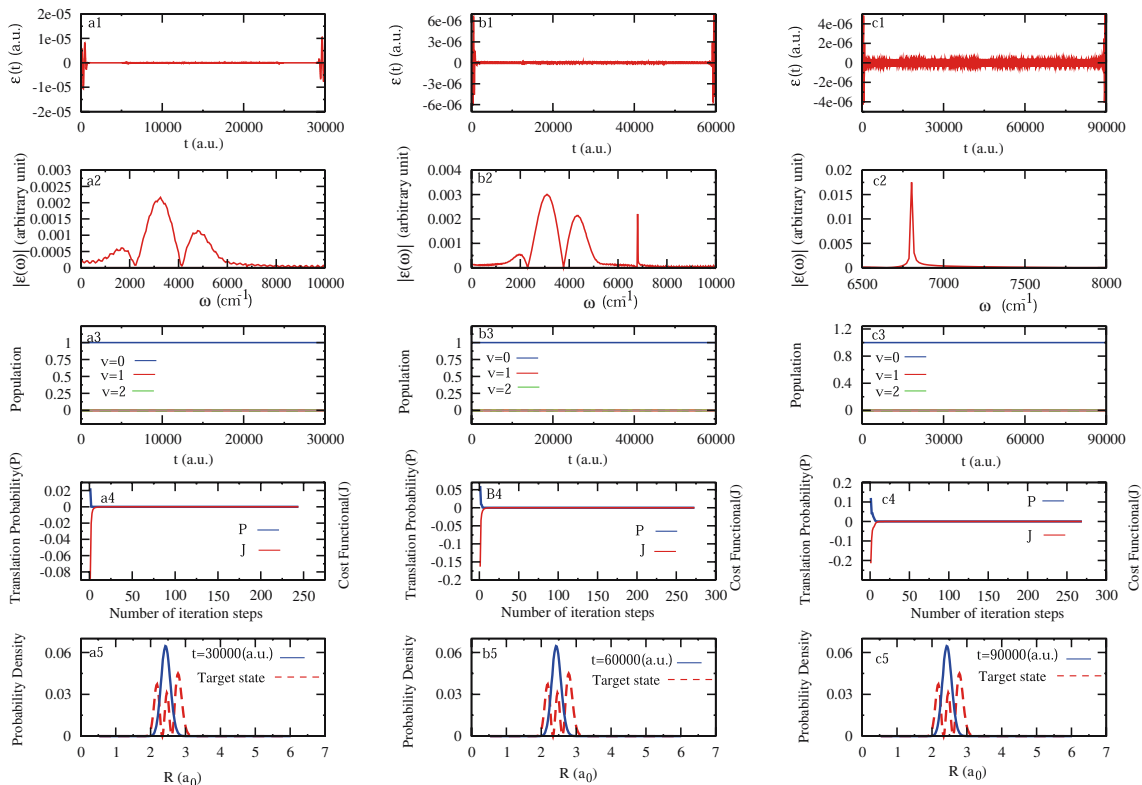 a1
ε(t) (a.u.)
2e-05
1e-05
0
-1e-05
-2e-05
0 10000 20000 30000
t (a.u.)
b1
ε(t) (a.u.)
6e-06
3e-06
0
-3e-06
-6e-06
0 20000 40000 60000
t (a.u.)
c1
ε(t) (a.u.)
4e-06
2e-06
0
-2e-06
-4e-06
0 30000 60000 90000
t (a.u.)
a2
|ε(ω)| (arbitrary unit)
0.003
0.0025
0.002
0.0015
0.001
0.0005
0
0 2000 4000 6000 8000 10000
ω (cm-1)
b2
|ε(ω)| (arbitrary unit)
0.004
0.003
0.002
0.001
0
0 2000 4000 6000 8000 10000
ω (cm-1)
c2
|ε(ω)| (arbitrary unit)
0.02
0.015
0.01
0.005
0
6500 7000 7500 8000
ω (cm-1)
a3
Population
1
0.75
0.5
0.25
0
v=0
v=1
v=2
0 10000 20000 30000
t (a.u.)
b3
Population
1
0.75
0.5
0.25
0
v=0
v=1
v=2
0 20000 40000 60000
t (a.u.)
c3
Population
1.2
1.0
0.8
0.4
0
v=0
v=1
v=2
0 30000 60000 90000
t (a.u.)
a4
Translation Probability(P)
Cost Functional(J)
0.02
0
-0.02
-0.04
-0.06
-0.08
P
J
0 50 100 150 200 250
Number of iteration steps
B4
Translation Probability(P)
Cost Functional(J)
0.05
0
-0.05
-0.1
-0.15
-0.2
P
J
0 50 100 150 200 250 300
Number of iteration steps
c4
Translation Probability(P)
Cost Functional(J)
0.2
0.1
0
-0.1
-0.2
-0.3
P
J
0 50 100 150 200 250 300
Number of iteration steps
a5
Probability Density
0.06
0.03
0
t=30000(a.u.)
Target state
0 1 2 3 4 5 6 7
R (a0)
b5
Probability Density
0.06
0.03
0
t=60000(a.u.)
Target state
0 1 2 3 4 5 6 7
R (a0)
c5
Probability Density
0.06
0.03
0
t=90000(a.u.)
Target state
0 1 2 3 4 5 6 7
R (a0)